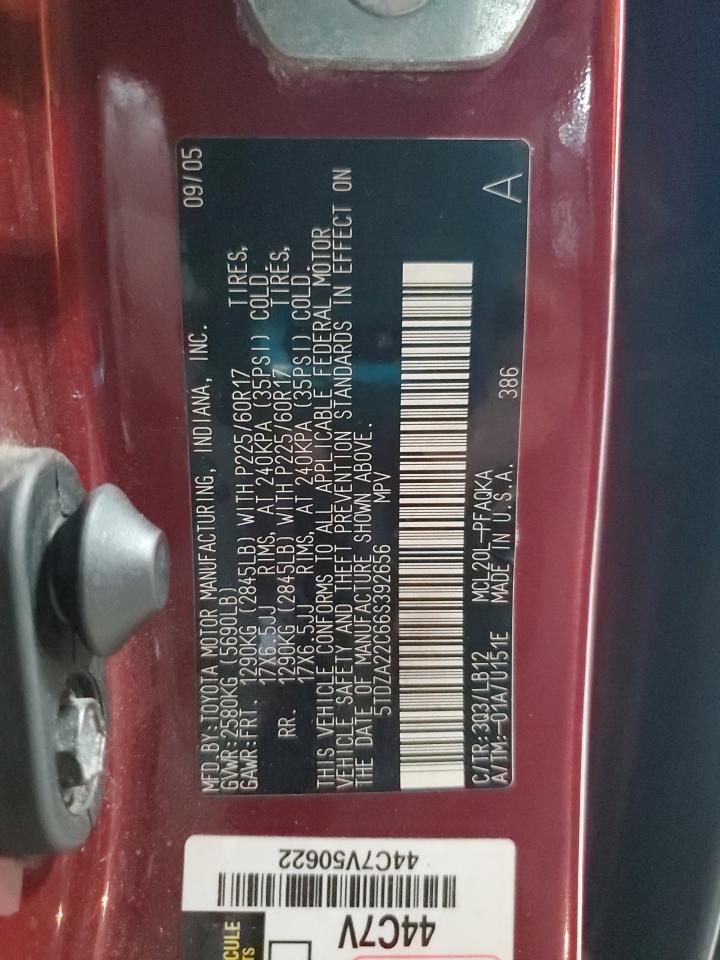 MFD.BY:TOYOTA MOTOR MANUFACTURING, INDIANA, INC. 09/05
GVWR:2580KG (5690LB)
GAWR:FRT. 1290KG (2845LB) WITH P225/60R17 TIRES,
17X6.5JJ RIMS, AT 240KPA (35PSI) COLD.
RR. 1290KG (2845LB) WITH P225/60R17 TIRES,
17X6.5JJ RIMS, AT 240KPA (35PSI) COLD.
THIS VEHICLE CONFORMS TO ALL APPLICABLE FEDERAL MOTOR
VEHICLE SAFETY AND THEFT PREVENTION STANDARDS IN EFFECT ON
THE DATE OF MANUFACTURE SHOWN ABOVE.
5TDZA22C66S392656 MPV
C/TR:3Q3/LB12 MCL20L-PFAQKA
A/TM:-01A/U151E MADE IN U.S.A. 386 A
44C7V50622
44C7V